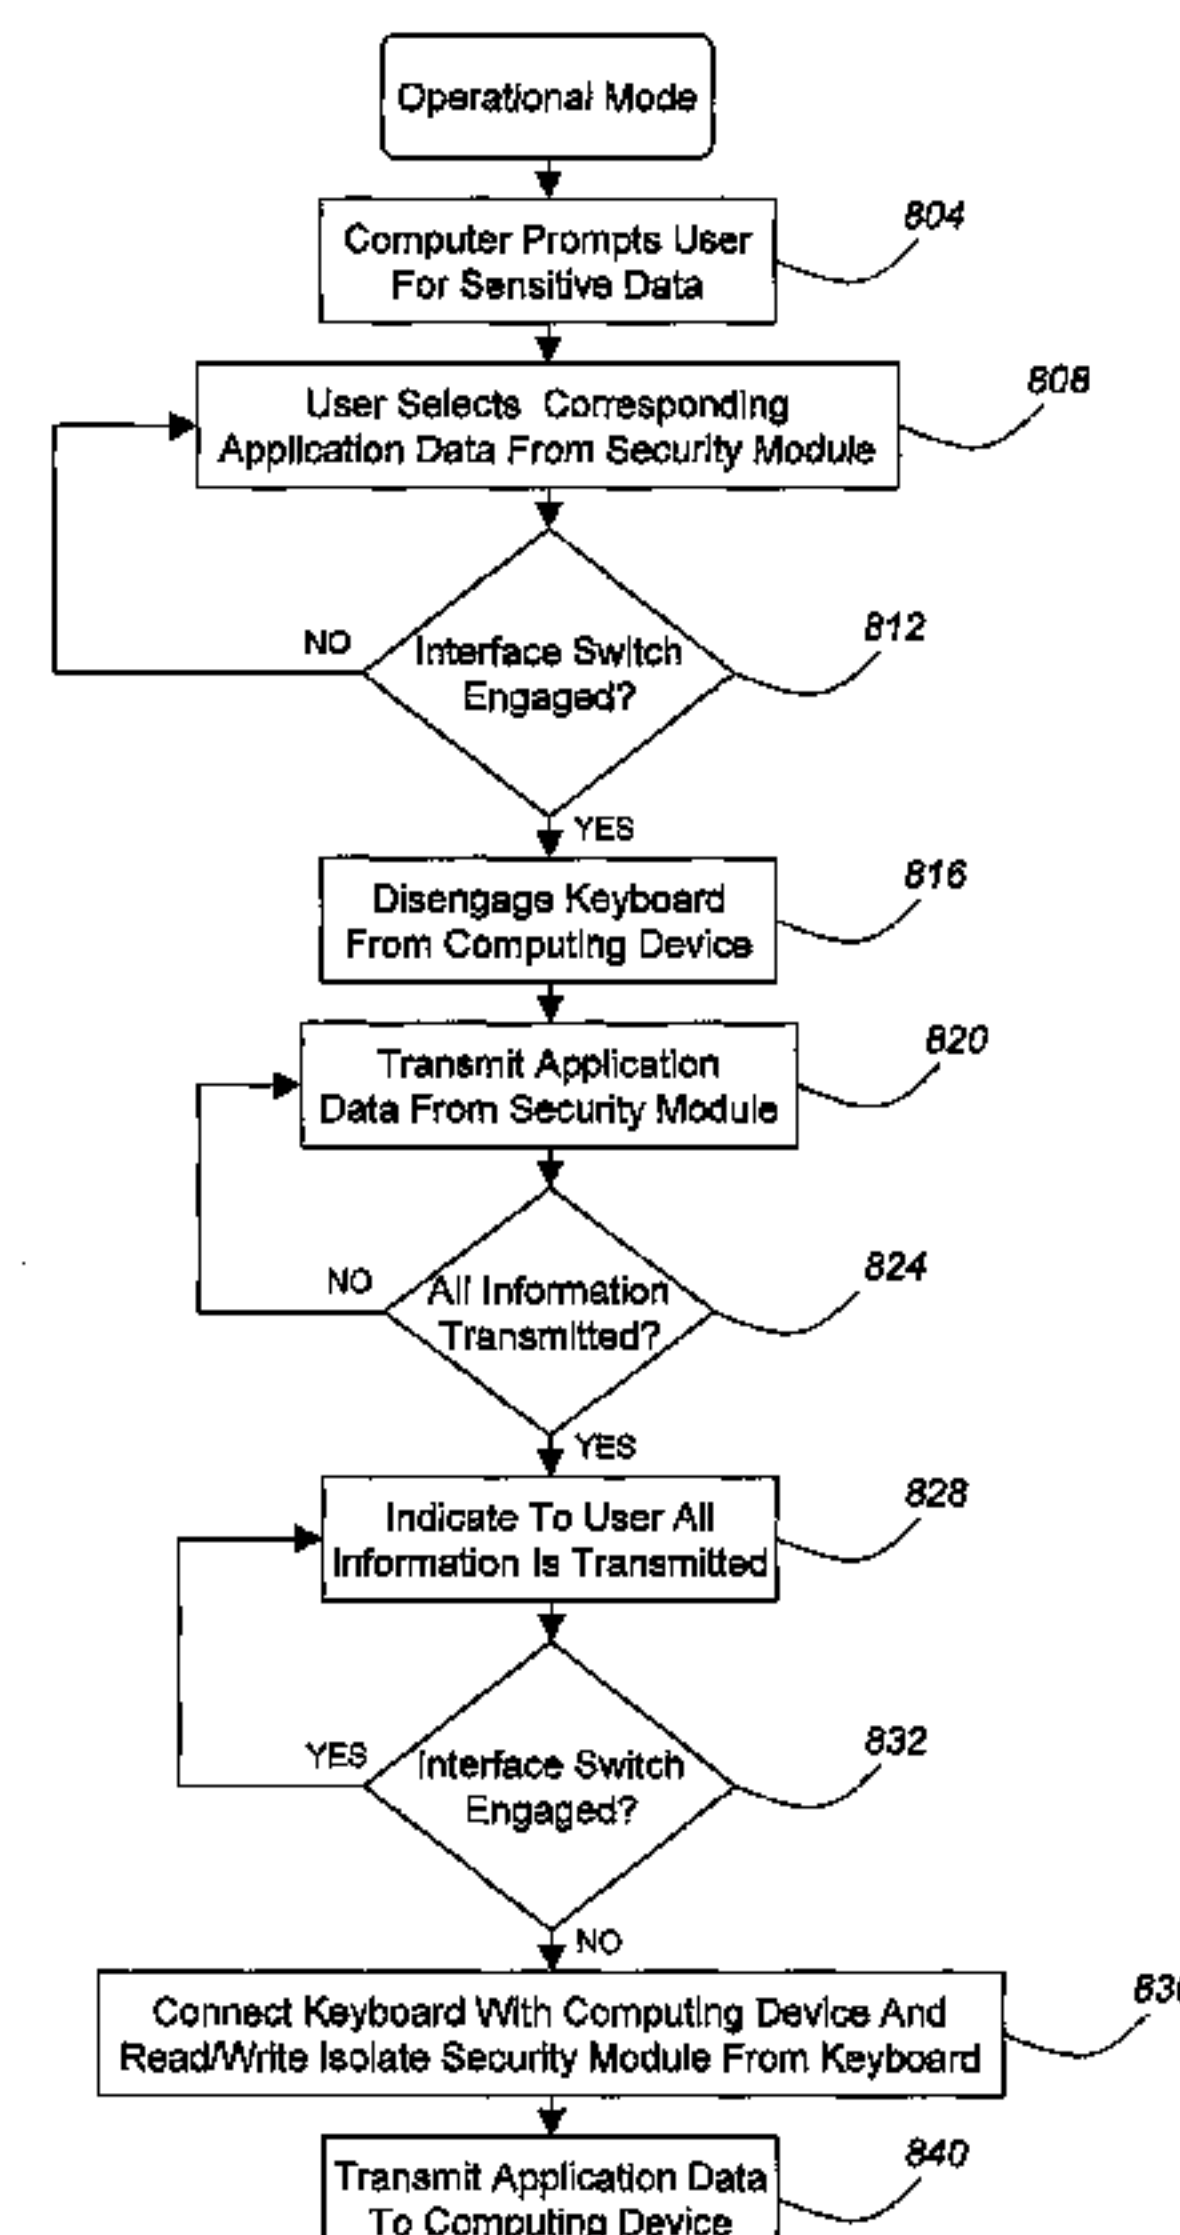 Operational Mode
804
Computer Prompts User
For Sensitive Data
808
User Selects Corresponding
Application Data From Security Module
812
NO
Interface Switch
Engaged?
YES
816
Disengage Keyboard
From Computing Device
820
Transmit Application
Data From Security Module
824
NO
All Information
Transmitted?
YES
828
Indicate To User All
Information Is Transmitted
832
YES
Interface Switch
Engaged?
NO
Connect Keyboard With Computing Device And
Read/Write Isolate Security Module From Keyboard
840
Transmit Application Data
To Computing Device